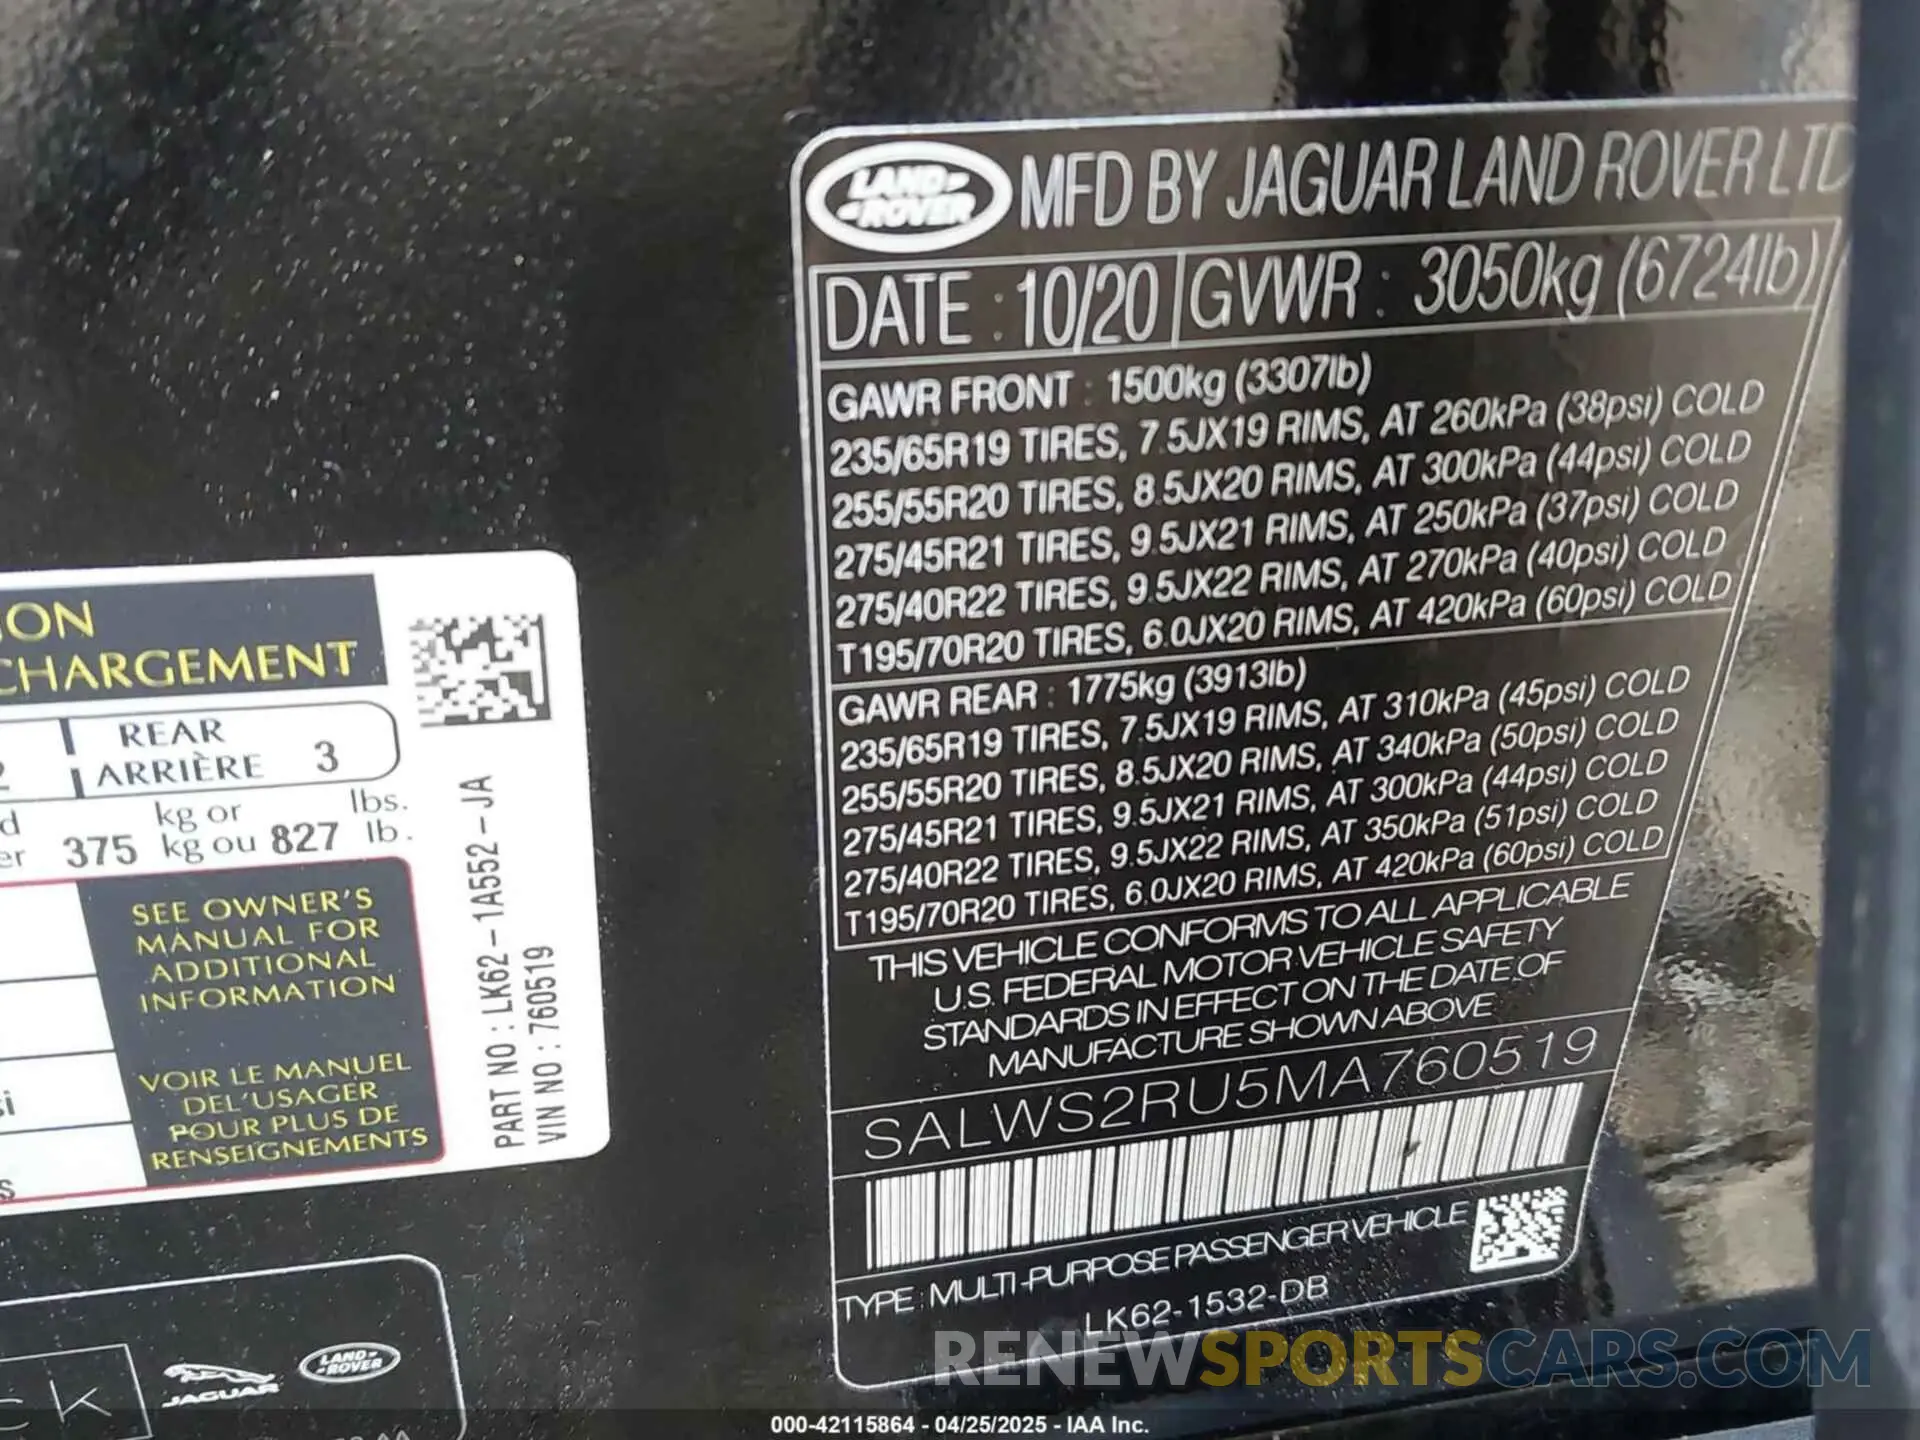 LAND-
-ROVER
MFD BY JAGUAR LAND ROVER LTD
DATE : 10/20 GVWR : 3050kg (6724lb)
GAWR FRONT : 1500kg (3307lb)
235/65R19 TIRES, 7.5JX19 RIMS, AT 260kPa (38psi) COLD
255/55R20 TIRES, 8.5JX20 RIMS, AT 300kPa (44psi) COLD
275/45R21 TIRES, 9.5JX21 RIMS, AT 250kPa (37psi) COLD
275/40R22 TIRES, 9.5JX22 RIMS, AT 270kPa (40psi) COLD
T195/70R20 TIRES, 6.0JX20 RIMS, AT 420kPa (60psi) COLD
GAWR REAR : 1775kg (3913lb)
235/65R19 TIRES, 7.5JX19 RIMS, AT 310kPa (45psi) COLD
255/55R20 TIRES, 8.5JX20 RIMS, AT 340kPa (50psi) COLD
275/45R21 TIRES, 9.5JX21 RIMS, AT 300kPa (44psi) COLD
275/40R22 TIRES, 9.5JX22 RIMS, AT 350kPa (51psi) COLD
T195/70R20 TIRES, 6.0JX20 RIMS, AT 420kPa (60psi) COLD
THIS VEHICLE CONFORMS TO ALL APPLICABLE
U.S. FEDERAL MOTOR VEHICLE SAFETY
STANDARDS IN EFFECT ON THE DATE OF
MANUFACTURE SHOWN ABOVE
SALWS2RU5MA760519
TYPE : MULTI-PURPOSE PASSENGER VEHICLE
LK62-1532-DB
ION
CHARGEMENT
REAR
ARRIÈRE 3
kg or lbs.
er 375 kg ou 827 lb.
SEE OWNER'S
MANUAL FOR
ADDITIONAL
INFORMATION
VOIR LE MANUEL
DEL'USAGER
POUR PLUS DE
RENSEIGNEMENTS
PART NO : LK62-1A552-JA
VIN NO : 760519
ck
JAGUAR
LAND-
-ROVER
RENEWSPORTSCARS.COM
000-42115864 - 04/25/2025 - IAA Inc.